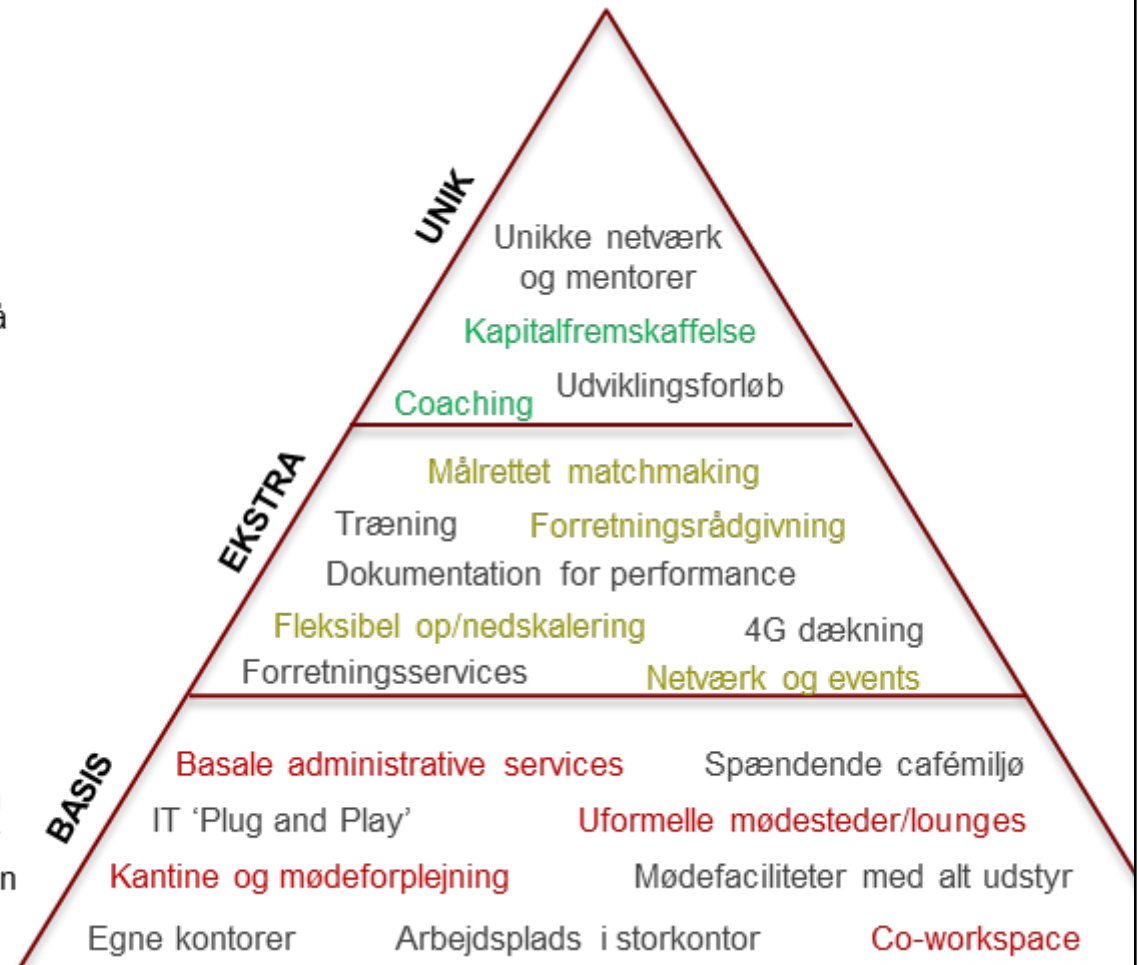 UNIK
Unikke netværk
og mentorer
Kapitalfremskaffelse
Coaching Udviklingsforløb
EKSTRA
Målrettet matchmaking
Træning Forretningsrådgivning
Dokumentation for performance
Fleksibel op/nedskalering 4G dækning
Forretningsservices Netværk og events
BASIS
Basale administrative services Spændende cafémiljø
IT ‘Plug and Play’ Uformelle mødesteder/lounges
Kantine og mødeforplejning Mødefaciliteter med alt udstyr
Egne kontorer Arbejdsplads i storkontor Co-workspace